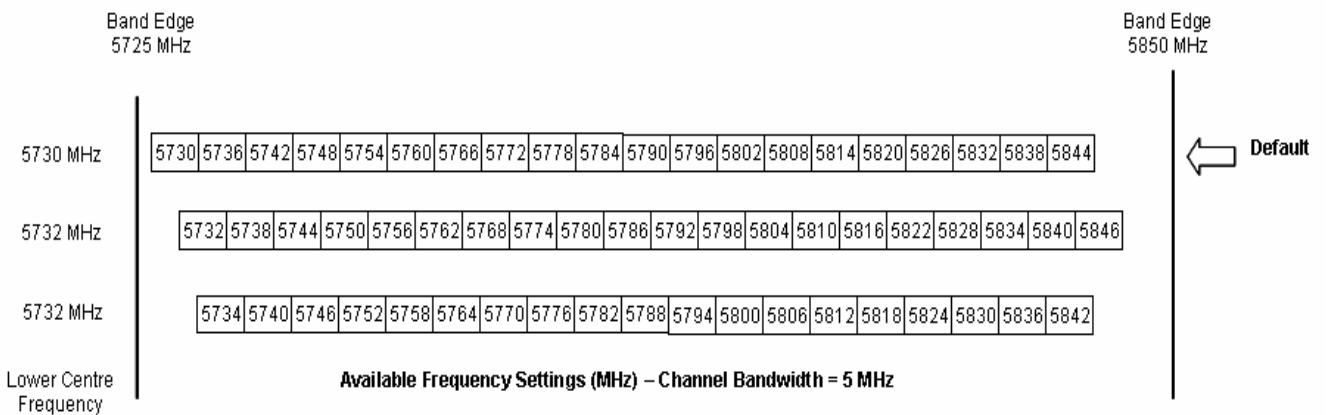 Band Edge
5725 MHz
Band Edge
5850 MHz
5730 MHz
5730 5736 5742 5748 5754 5760 5766 5772 5778 5784 5790 5796 5802 5808 5814 5820 5826 5832 5838 5844
Default
5732 MHz
5732 5738 5744 5750 5756 5762 5768 5774 5780 5786 5792 5798 5804 5810 5816 5822 5828 5834 5840 5846
5732 MHz
5734 5740 5746 5752 5758 5764 5770 5776 5782 5788 5794 5800 5806 5812 5818 5824 5830 5836 5842
Lower Centre
Frequency
Available Frequency Settings (MHz) – Channel Bandwidth = 5 MHz